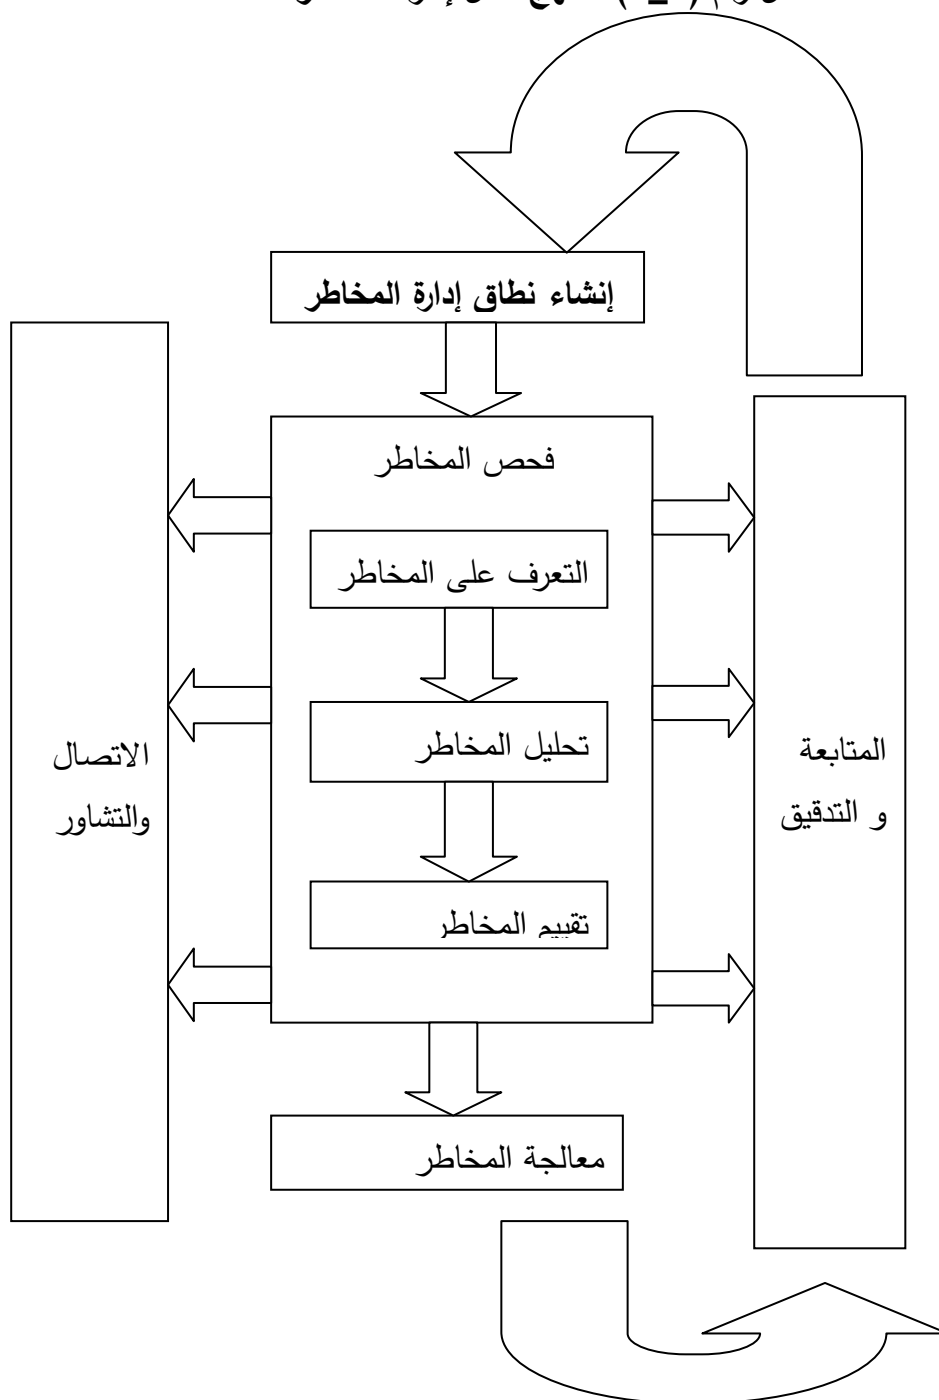 إنشاء نطاق إدارة المخاطر
فحص المخاطر
التعرف على المخاطر
تحليل المخاطر
تقييم المخاطر
المتابعة
و التدقيق
الاتصال
والتشاور
معالجة المخاطر